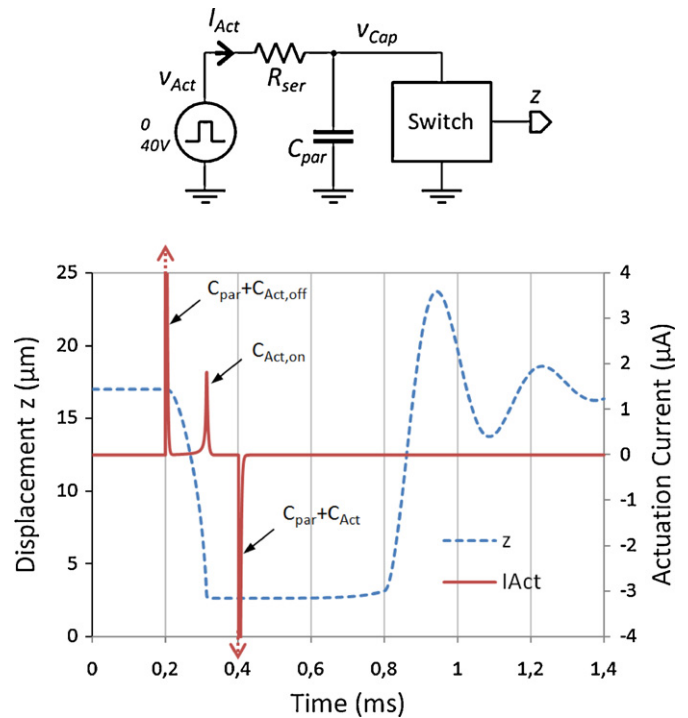 I_Act
v_Act
R_ser
v_Cap
0
40V
C_par
Switch
z
Displacement z (μm)
25
20
15
10
5
0
C_par+C_Act,off
C_Act,on
C_par+C_Act
z
IAct
4
3
2
1
0
-1
-2
-3
-4
Actuation Current (μA)
0
0,2
0,4
0,6
0,8
1
1,2
1,4
Time (ms)